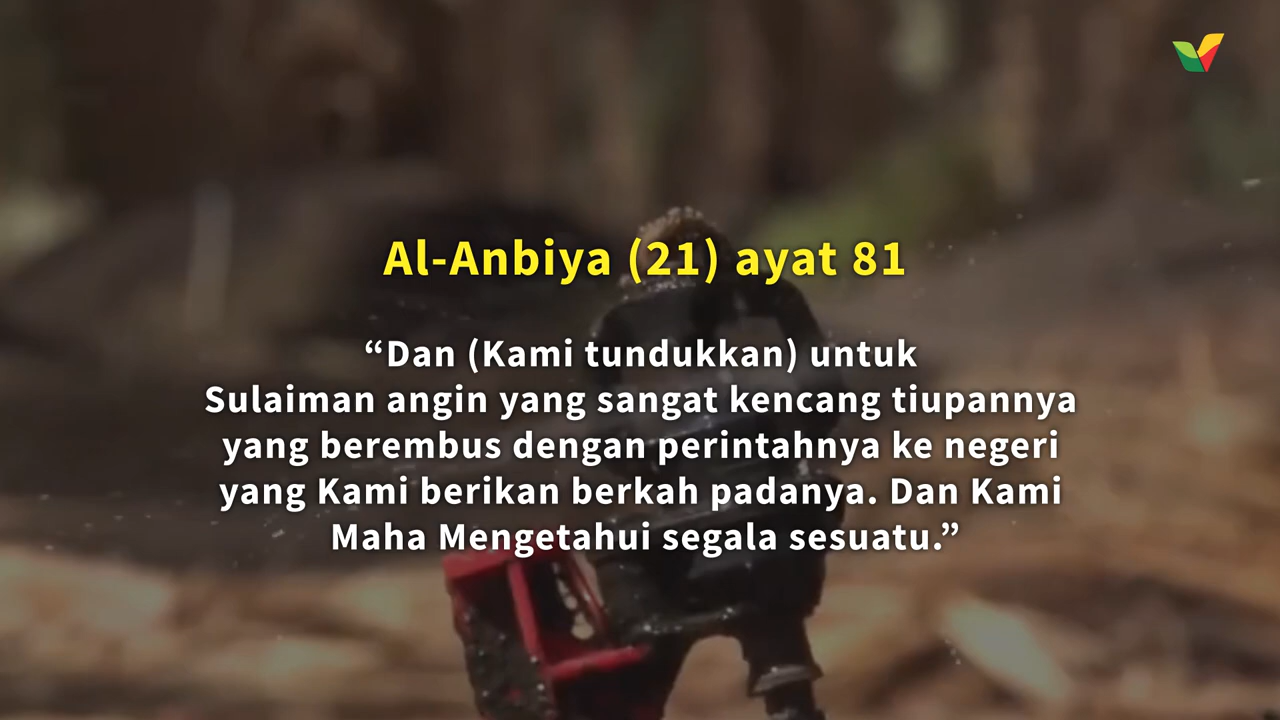 Al-Anbiya (21) ayat 81
“Dan (Kami tundukkan) untuk
Sulaiman angin yang sangat kencang tiupannya
yang berembus dengan perintahnya ke negeri
yang Kami berikan berkah padanya. Dan Kami
Maha Mengetahui segala sesuatu.”